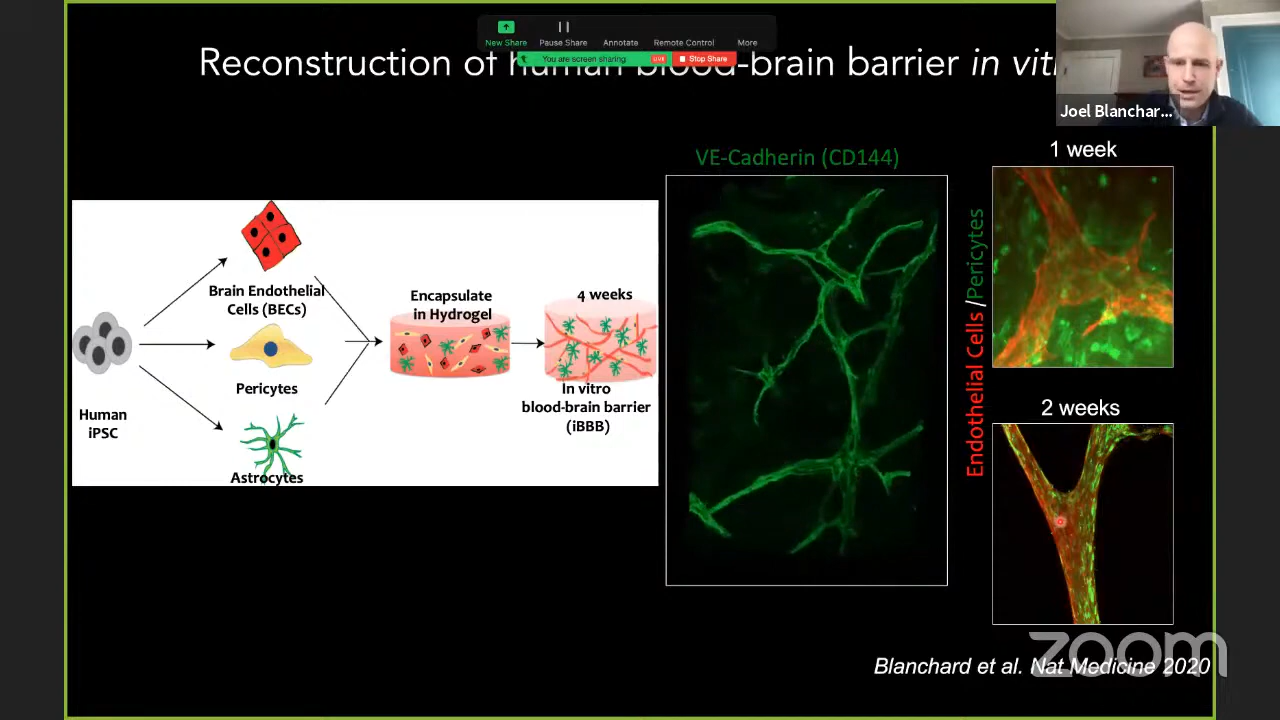 New Share
Pause Share
Annotate
Remote Control
More
You are screen sharing
LIVE
Stop Share
Reconstruction of human blood-brain barrier in
Joel Blanchar...
VE-Cadherin (CD144)
1 week
Endothelial Cells /Pericytes
2 weeks
Brain Endothelial
Cells (BECs)
Pericytes
Astrocytes
Human
iPSC
Encapsulate
in Hydrogel
4 weeks
In vitro
blood-brain barrier
(iBBB)
zoom
Blanchard et al. Nat Medicine 2020